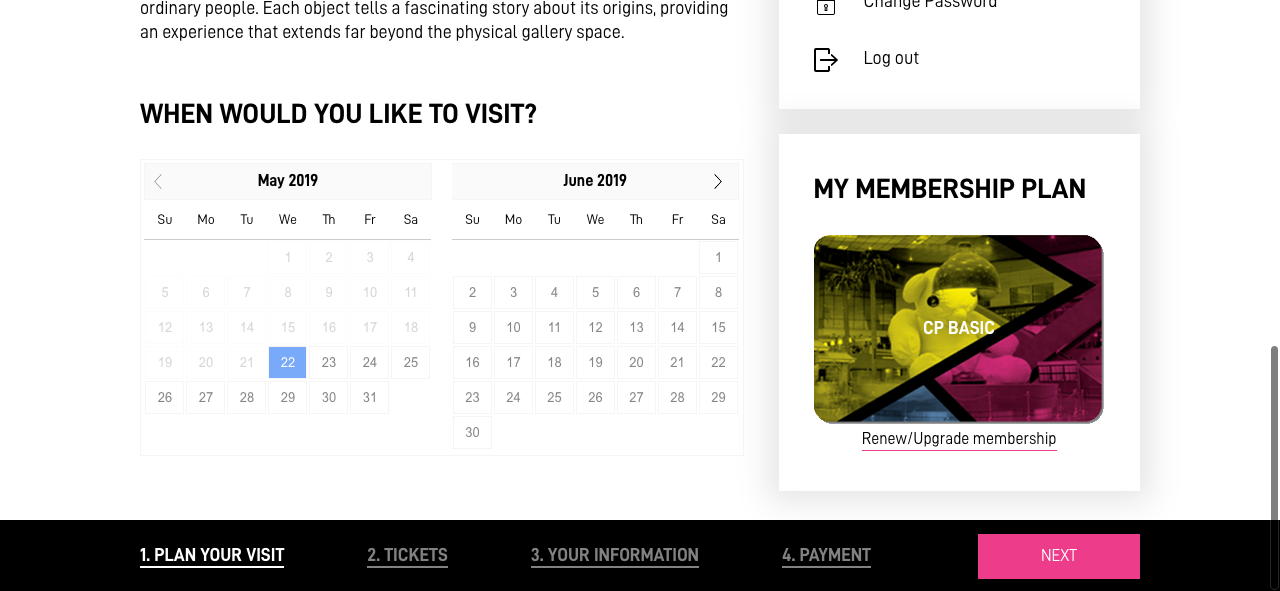 ordinary people. Each object tells a fascinating story about its origins, providing
an experience that extends far beyond the physical gallery space.
WHEN WOULD YOU LIKE TO VISIT?
May 2019
Su Mo Tu We Th Fr Sa
1 2 3 4
5 6 7 8 9 10 11
12 13 14 15 16 17 18
19 20 21 22 23 24 25
26 27 28 29 30 31
June 2019
Su Mo Tu We Th Fr Sa
1
2 3 4 5 6 7 8
9 10 11 12 13 14 15
16 17 18 19 20 21 22
23 24 25 26 27 28 29
30
Change Password
Log out
MY MEMBERSHIP PLAN
CP BASIC
Renew/Upgrade membership
1. PLAN YOUR VISIT
2. TICKETS
3. YOUR INFORMATION
4. PAYMENT
NEXT